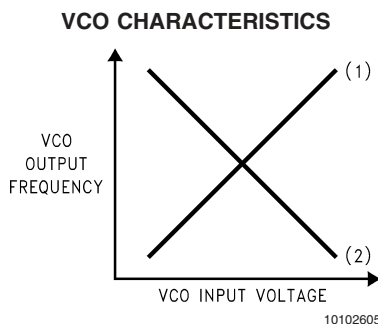 VCO CHARACTERISTICS
(1)
VCO
OUTPUT
FREQUENCY
(2)
VCO INPUT VOLTAGE
10102605